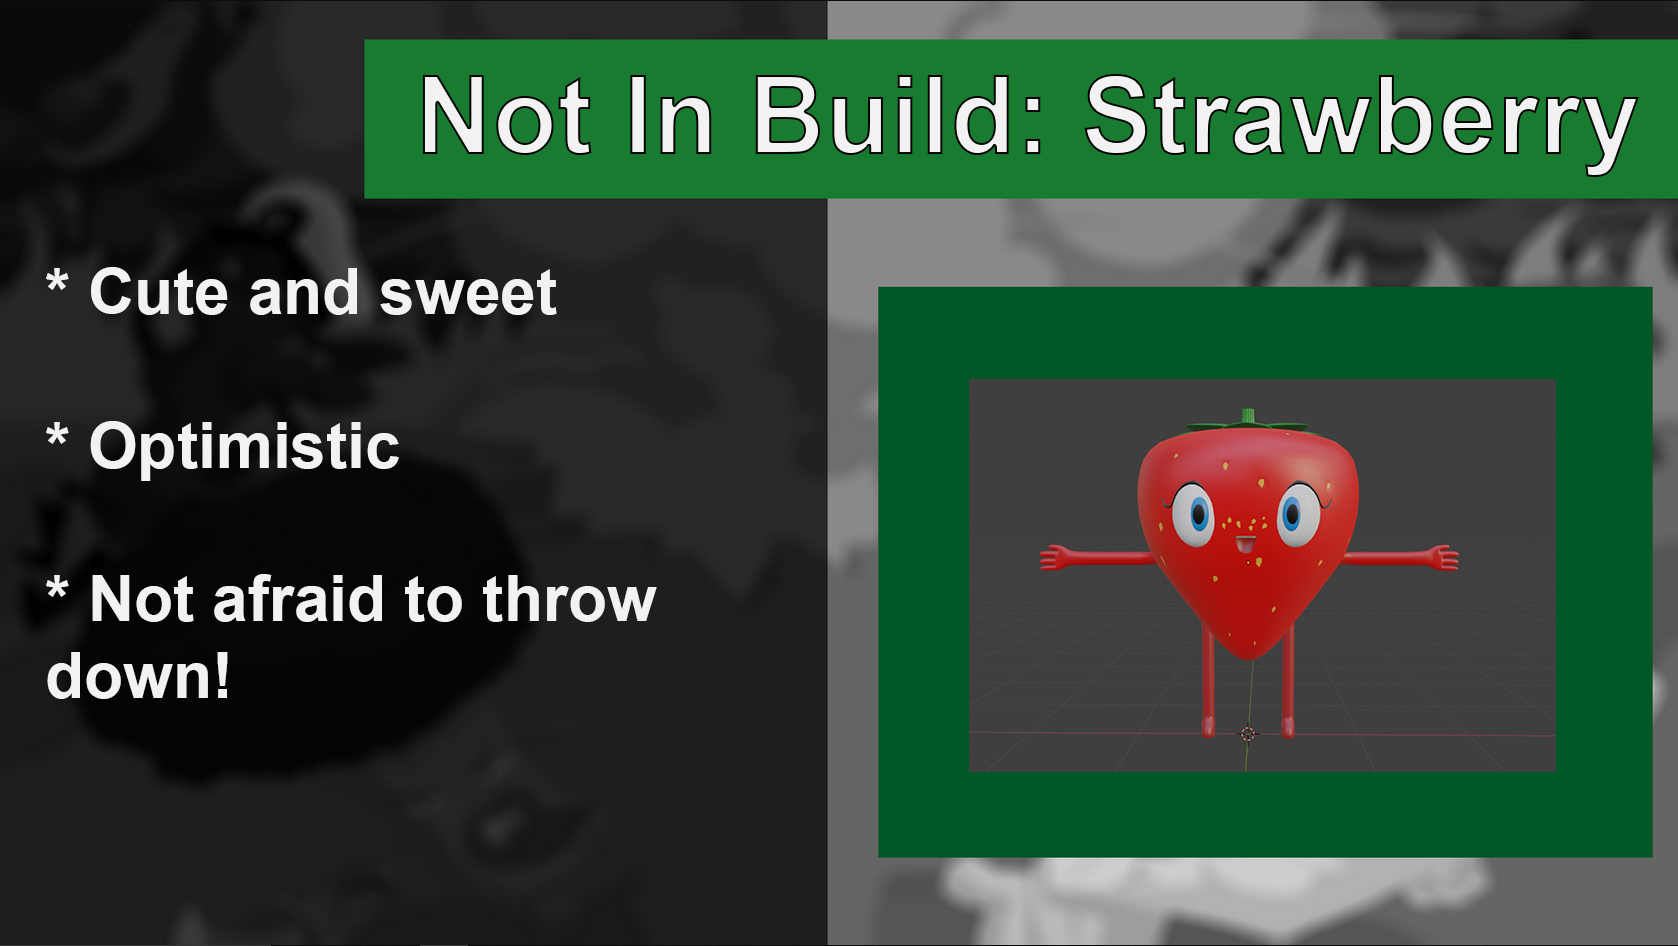 Not In Build: Strawberry
* Cute and sweet
* Optimistic
* Not afraid to throw
down!